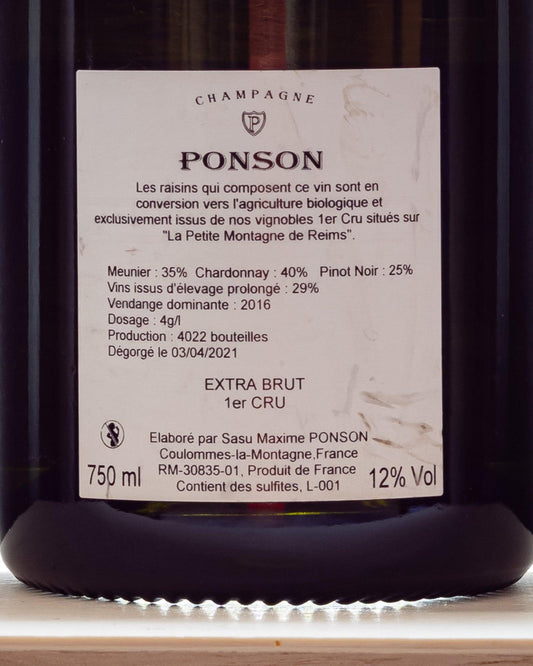 CHAMPAGNE
P
PONSON
Les raisins qui composent ce vin sont en
conversion vers l'agriculture biologique et
exclusivement issus de nos vignobles 1er Cru situés sur
"La Petite Montagne de Reims".
Meunier : 35% Chardonnay : 40% Pinot Noir : 25%
Vins issus d'élevage prolongé : 29%
Vendange dominante : 2016
Dosage : 4g/l
Production : 4022 bouteilles
Dégorgé le 03/04/2021
EXTRA BRUT
1er CRU
Elaboré par Sasu Maxime PONSON
Coulommes-la-Montagne,France
RM-30835-01, Produit de France
Contient des sulfites, L-001
750 ml
12% Vol